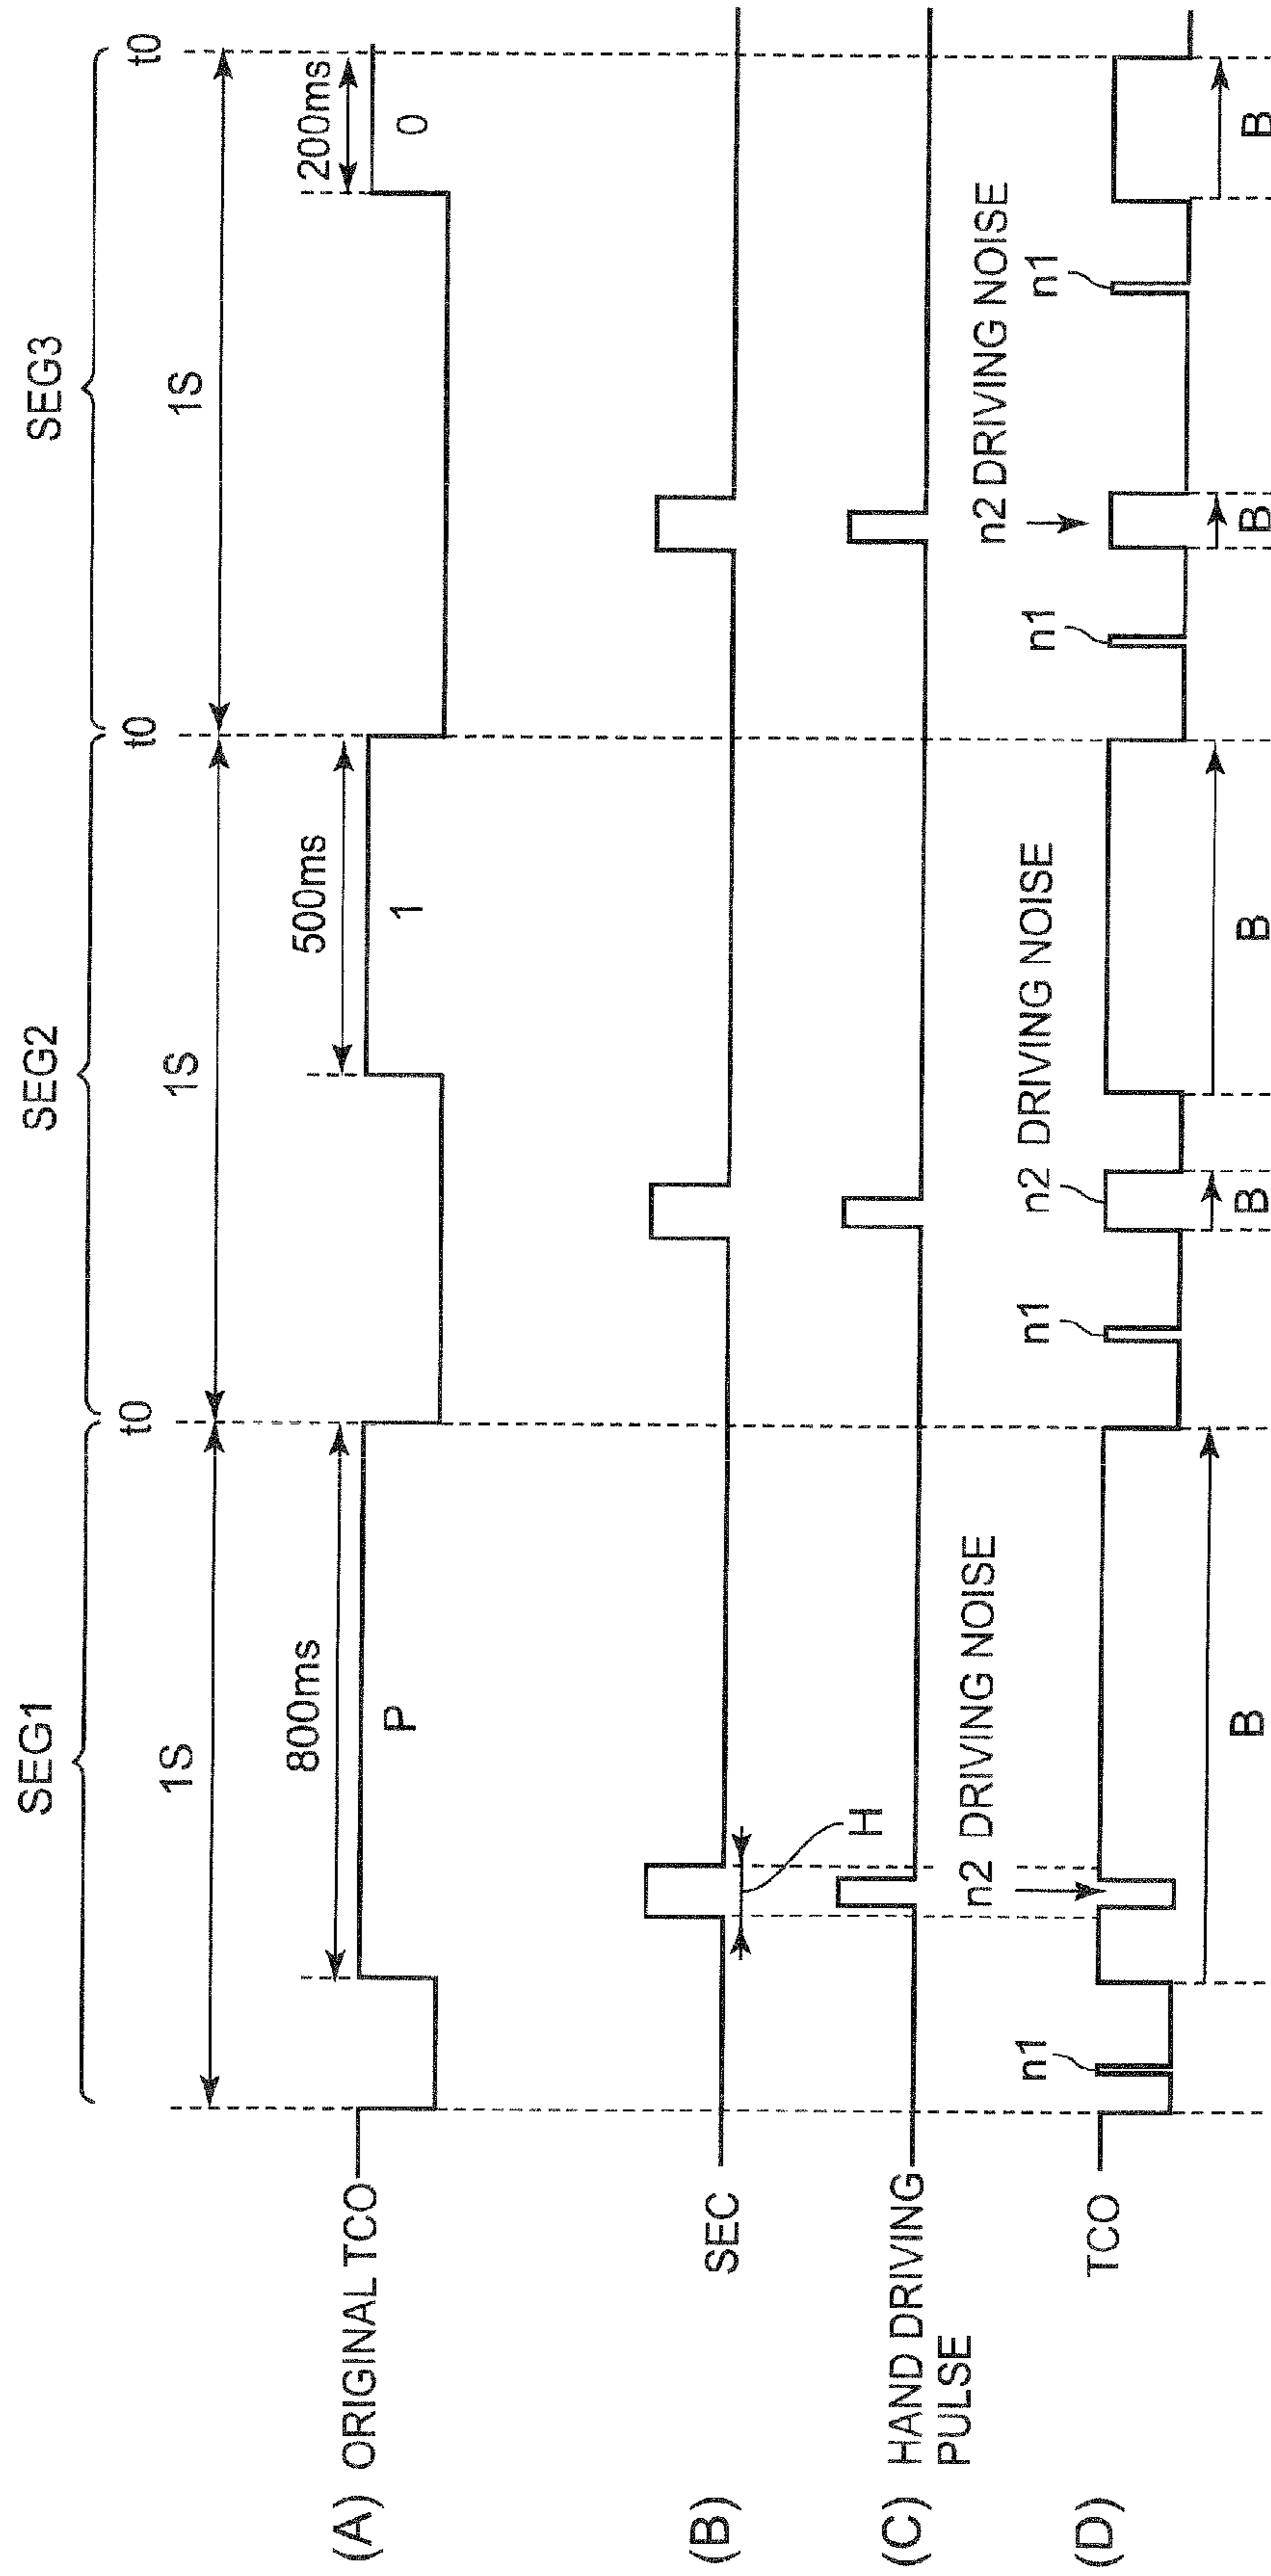 SEG1
SEG2
SEG3
t0
t0
t0
1S
1S
1S
800ms
500ms
200ms
(A) ORIGINAL TCO
P
1
0
(B)
SEC
H
(C) HAND DRIVING
PULSE
n2 DRIVING NOISE
n2 DRIVING NOISE
n2 DRIVING NOISE
n1
n1
n1
n1
(D)
TCO
B
B
B
B
B